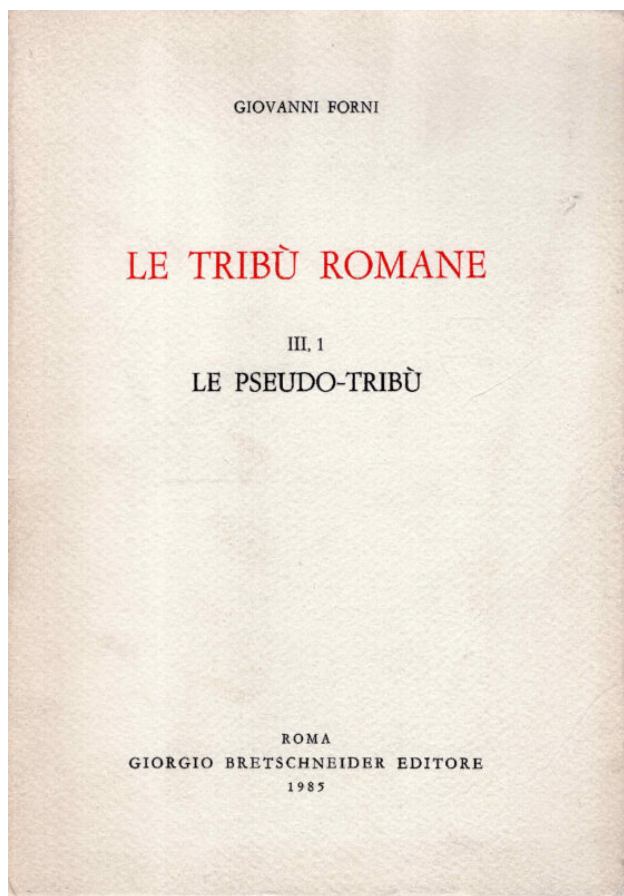 GIOVANNI FORNI
LE TRIBÙ ROMANE
III, 1
LE PSEUDO-TRIBÙ
ROMA
GIORGIO BRETSCHNEIDER EDITORE
1985